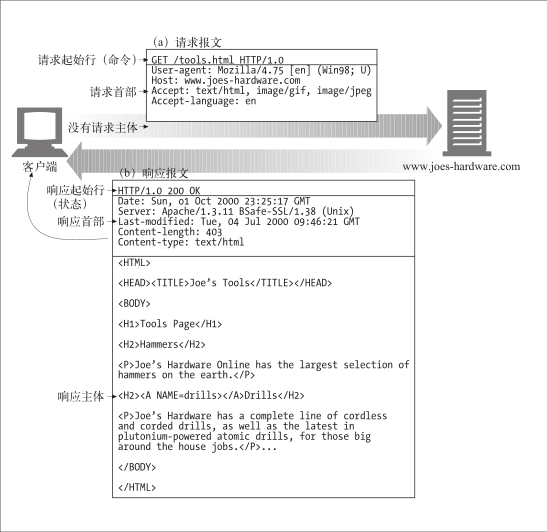 (a) 请求报文
请求起始行（命令）
GET /tools.html HTTP/1.0
User-agent: Mozilla/4.75 [en] (Win98; U)
Host: www.joes-hardware.com
请求首部
Accept: text/html, image/gif, image/jpeg
Accept-language: en
没有请求主体
客户端
www.joes-hardware.com
(b) 响应报文
响应起始行
（状态）
HTTP/1.0 200 OK
Date: Sun, 01 Oct 2000 23:25:17 GMT
Server: Apache/1.3.11 BSafe-SSL/1.38 (Unix)
响应首部
Last-modified: Tue, 04 Jul 2000 09:46:21 GMT
Content-length: 403
Content-type: text/html
<HTML>
<HEAD><TITLE>Joe's Tools</TITLE></HEAD>
<BODY>
<H1>Tools Page</H1>
<H2>Hammers</H2>
<P>Joe's Hardware Online has the largest selection of
hammers on the earth.</P>
响应主体
<H2><A NAME=drills></A>Drills</H2>
<P>Joe's Hardware has a complete line of cordless
and corded drills, as well as the latest in
plutonium-powered atomic drills, for those big
around the house jobs.</P>...
</BODY>
</HTML>